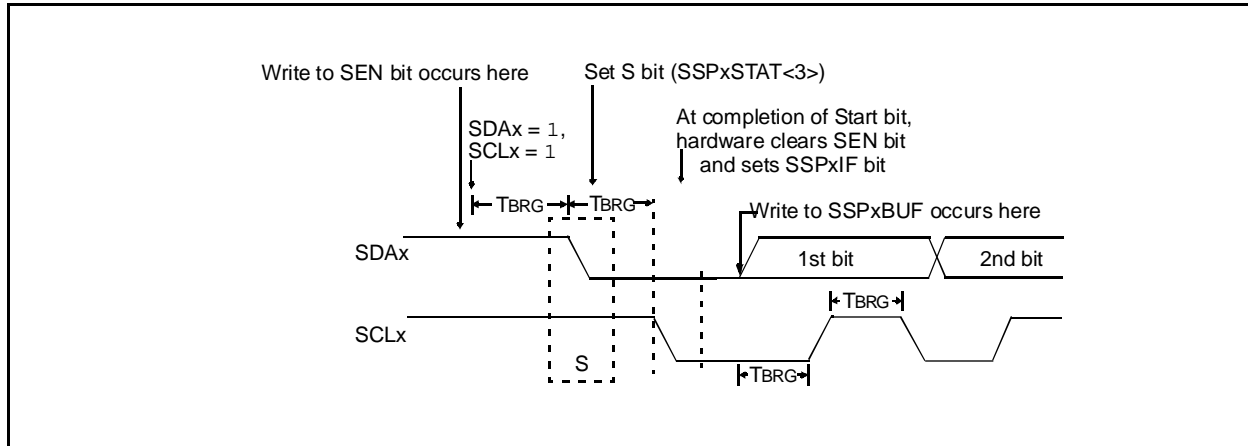 Write to SEN bit occurs here
Set S bit (SSPxSTAT<3>)
SDAx = 1,
SCLx = 1
At completion of Start bit,
hardware clears SEN bit
and sets SSPxIF bit
TBRG
TBRG
Write to SSPxBUF occurs here
SDAx
1st bit
2nd bit
TBRG
SCLx
S
TBRG